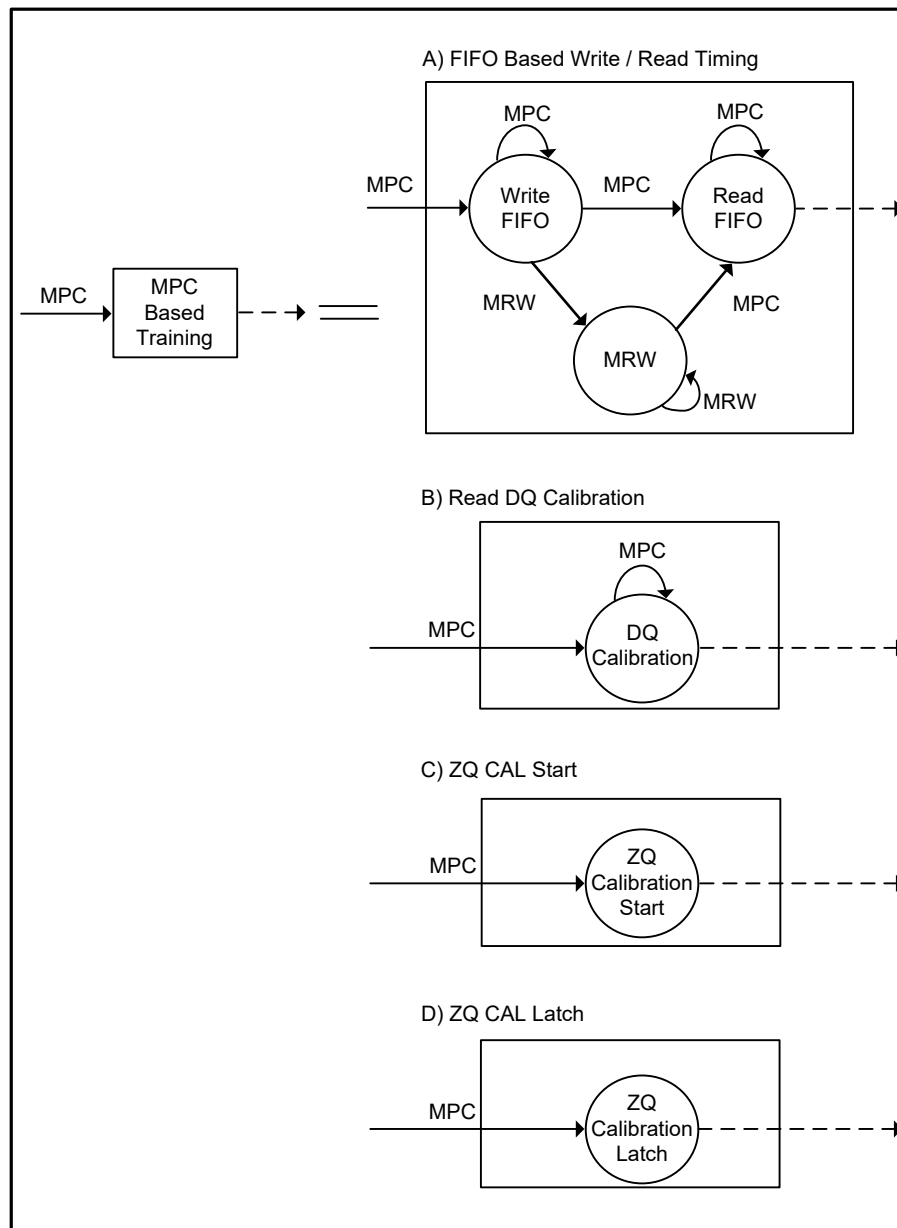 A) FIFO Based Write / Read Timing
MPC
MPC
MPC
MPC
Write
FIFO
Read
FIFO
MPC
MPC
Based
Training
MRW
MPC
MRW
MRW
B) Read DQ Calibration
MPC
MPC
DQ
Calibration
C) ZQ CAL Start
MPC
ZQ
Calibration
Start
D) ZQ CAL Latch
MPC
ZQ
Calibration
Latch